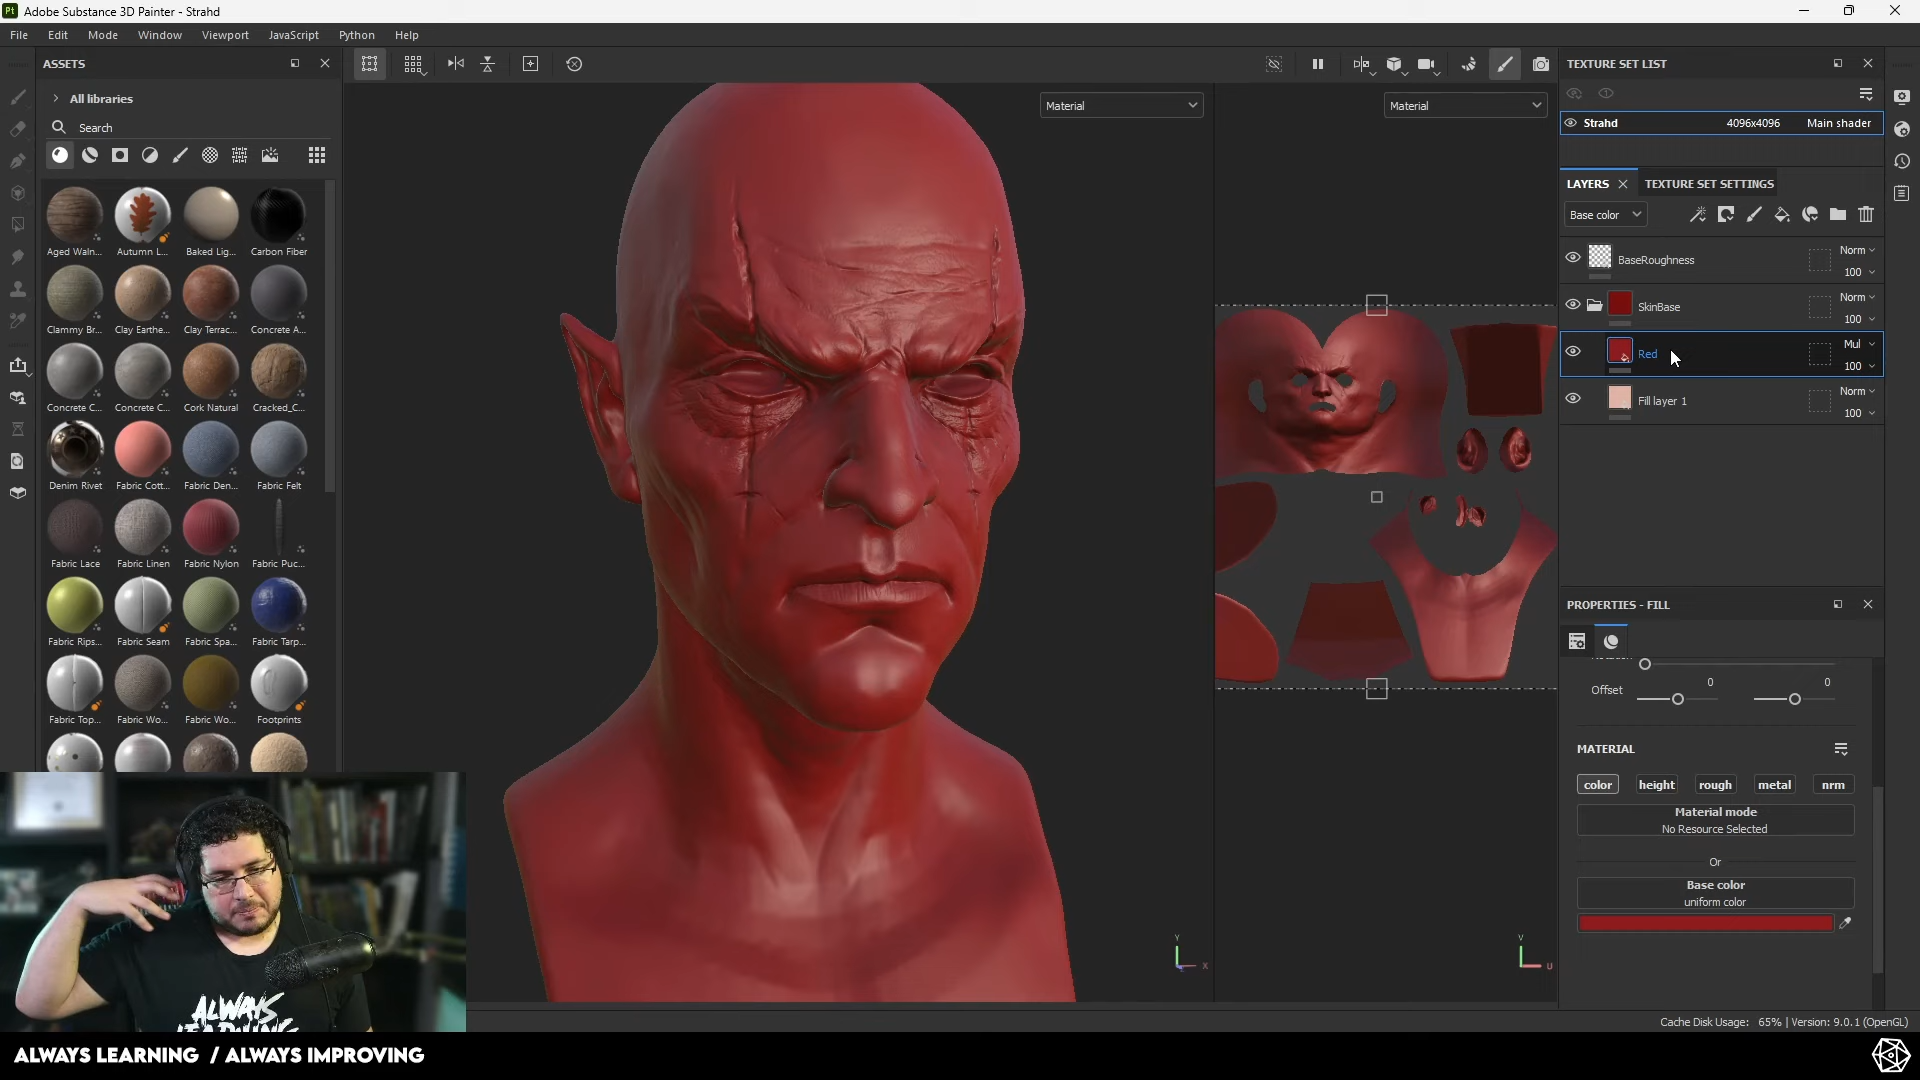 Pt Adobe Substance 3D Painter - Strahd
File Edit Mode Window Viewport JavaScript Python Help
ASSETS
All libraries
Search
Aged Waln... Autumn L... Baked Lig... Carbon Fiber
Clammy Br... Clay Earthe... Clay Terrac... Concrete A...
Concrete C... Concrete C... Cork Natural Cracked_C...
Denim Rivet Fabric Cott... Fabric Den... Fabric Felt
Fabric Lace Fabric Linen Fabric Nylon Fabric Puc...
Fabric Rips... Fabric Seam Fabric Spa... Fabric Tarp...
Fabric Top... Fabric Wo... Fabric Wo... Footprints
Material
Y
X
Material
V
U
TEXTURE SET LIST
Strahd 4096x4096 Main shader
LAYERS TEXTURE SET SETTINGS
Base color
BaseRoughness Norm
100
SkinBase Norm
100
Red Mul
100
Fill layer 1 Norm
100
PROPERTIES - FILL
Rotation
0 0
Offset
MATERIAL
color height rough metal nrm
Material mode
No Resource Selected
Or
Base color
uniform color
Cache Disk Usage: 65% | Version: 9.0.1 (OpenGL)
ALWAYS
LEARNING
ALWAYS LEARNING / ALWAYS IMPROVING